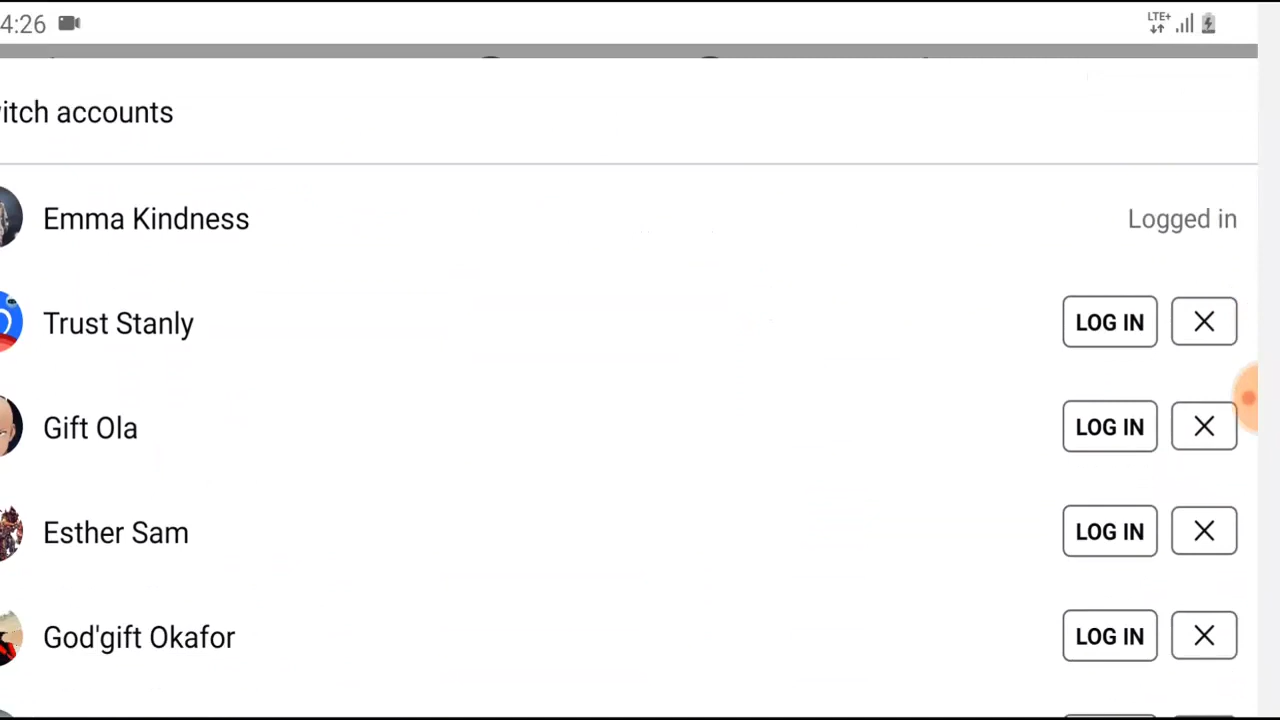 4:26
LTE+
itch accounts
Emma Kindness
Logged in
Trust Stanly
LOG IN
Gift Ola
LOG IN
Esther Sam
LOG IN
God'gift Okafor
LOG IN